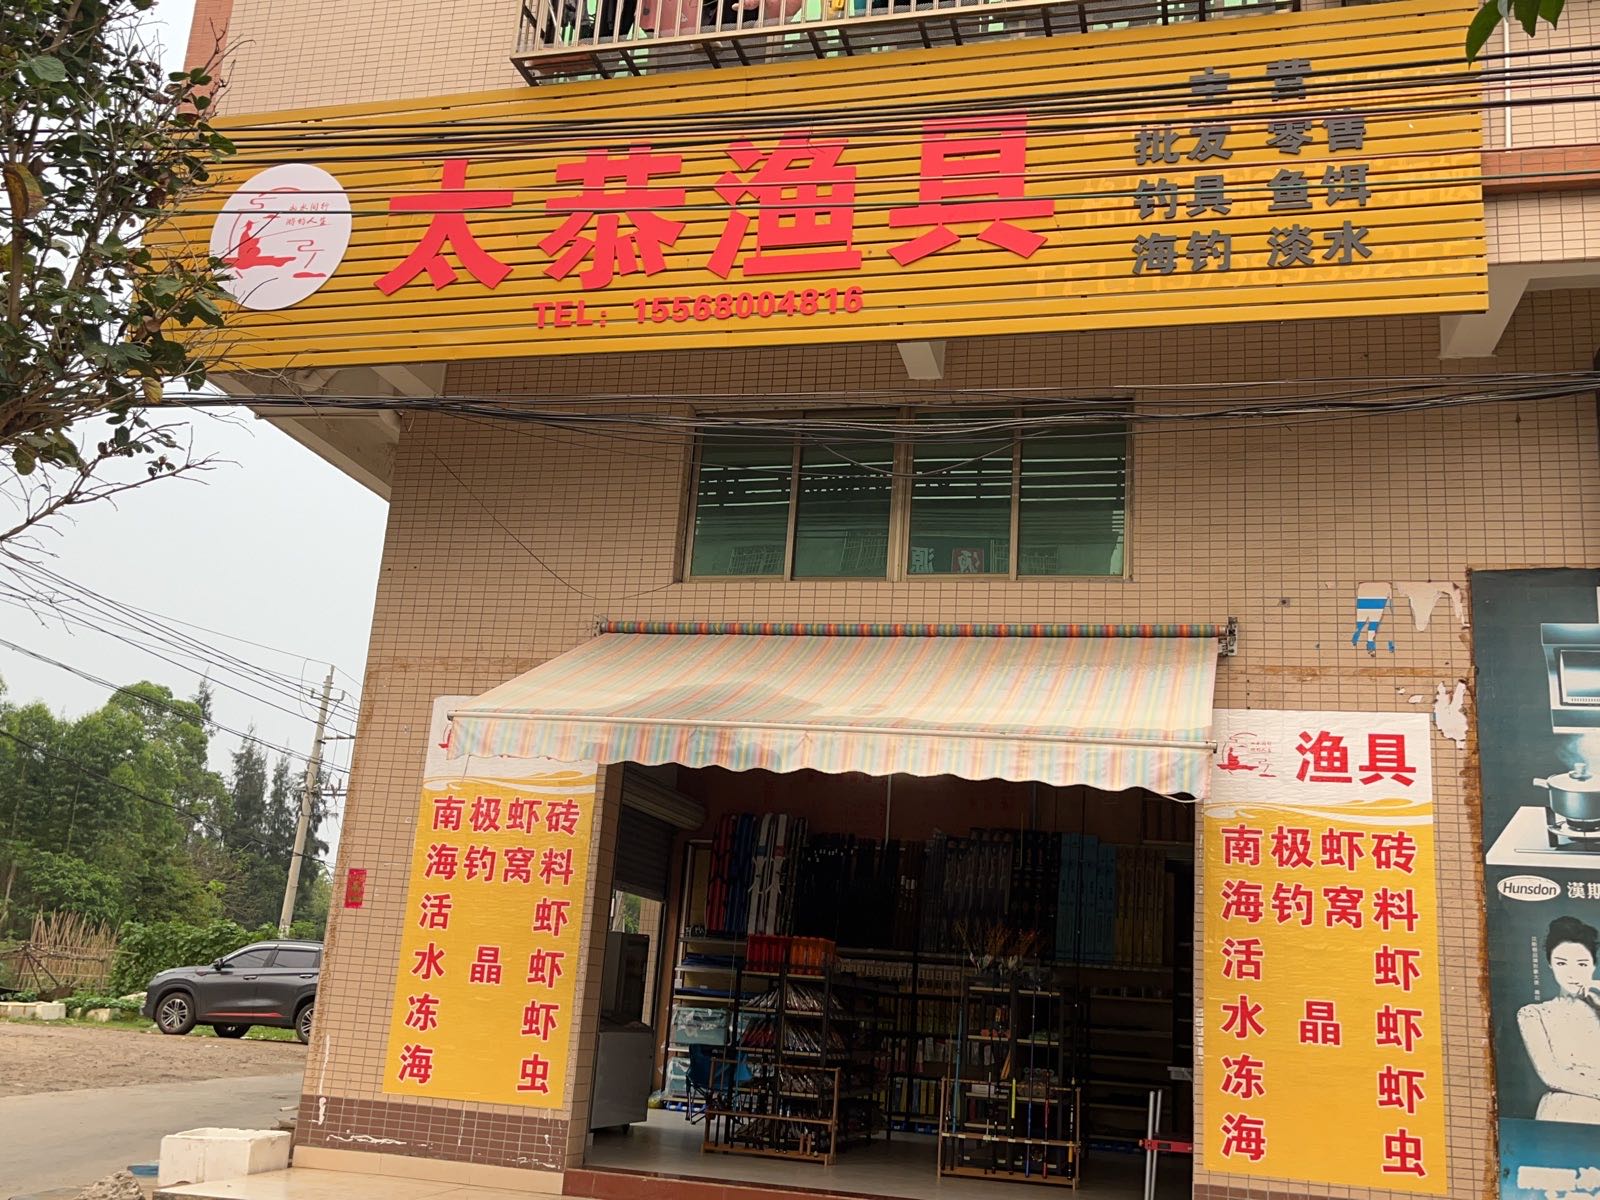 太恭渔具
TEL：15568004816
主营
批发 零售
钓具 鱼饵
海钓 淡水
南极虾砖
海钓窝料
活虾
水晶虾
冻虾
海虫
渔具
南极虾砖
海钓窝料
活虾
水晶虾
冻虾
海虫
Hunsdon